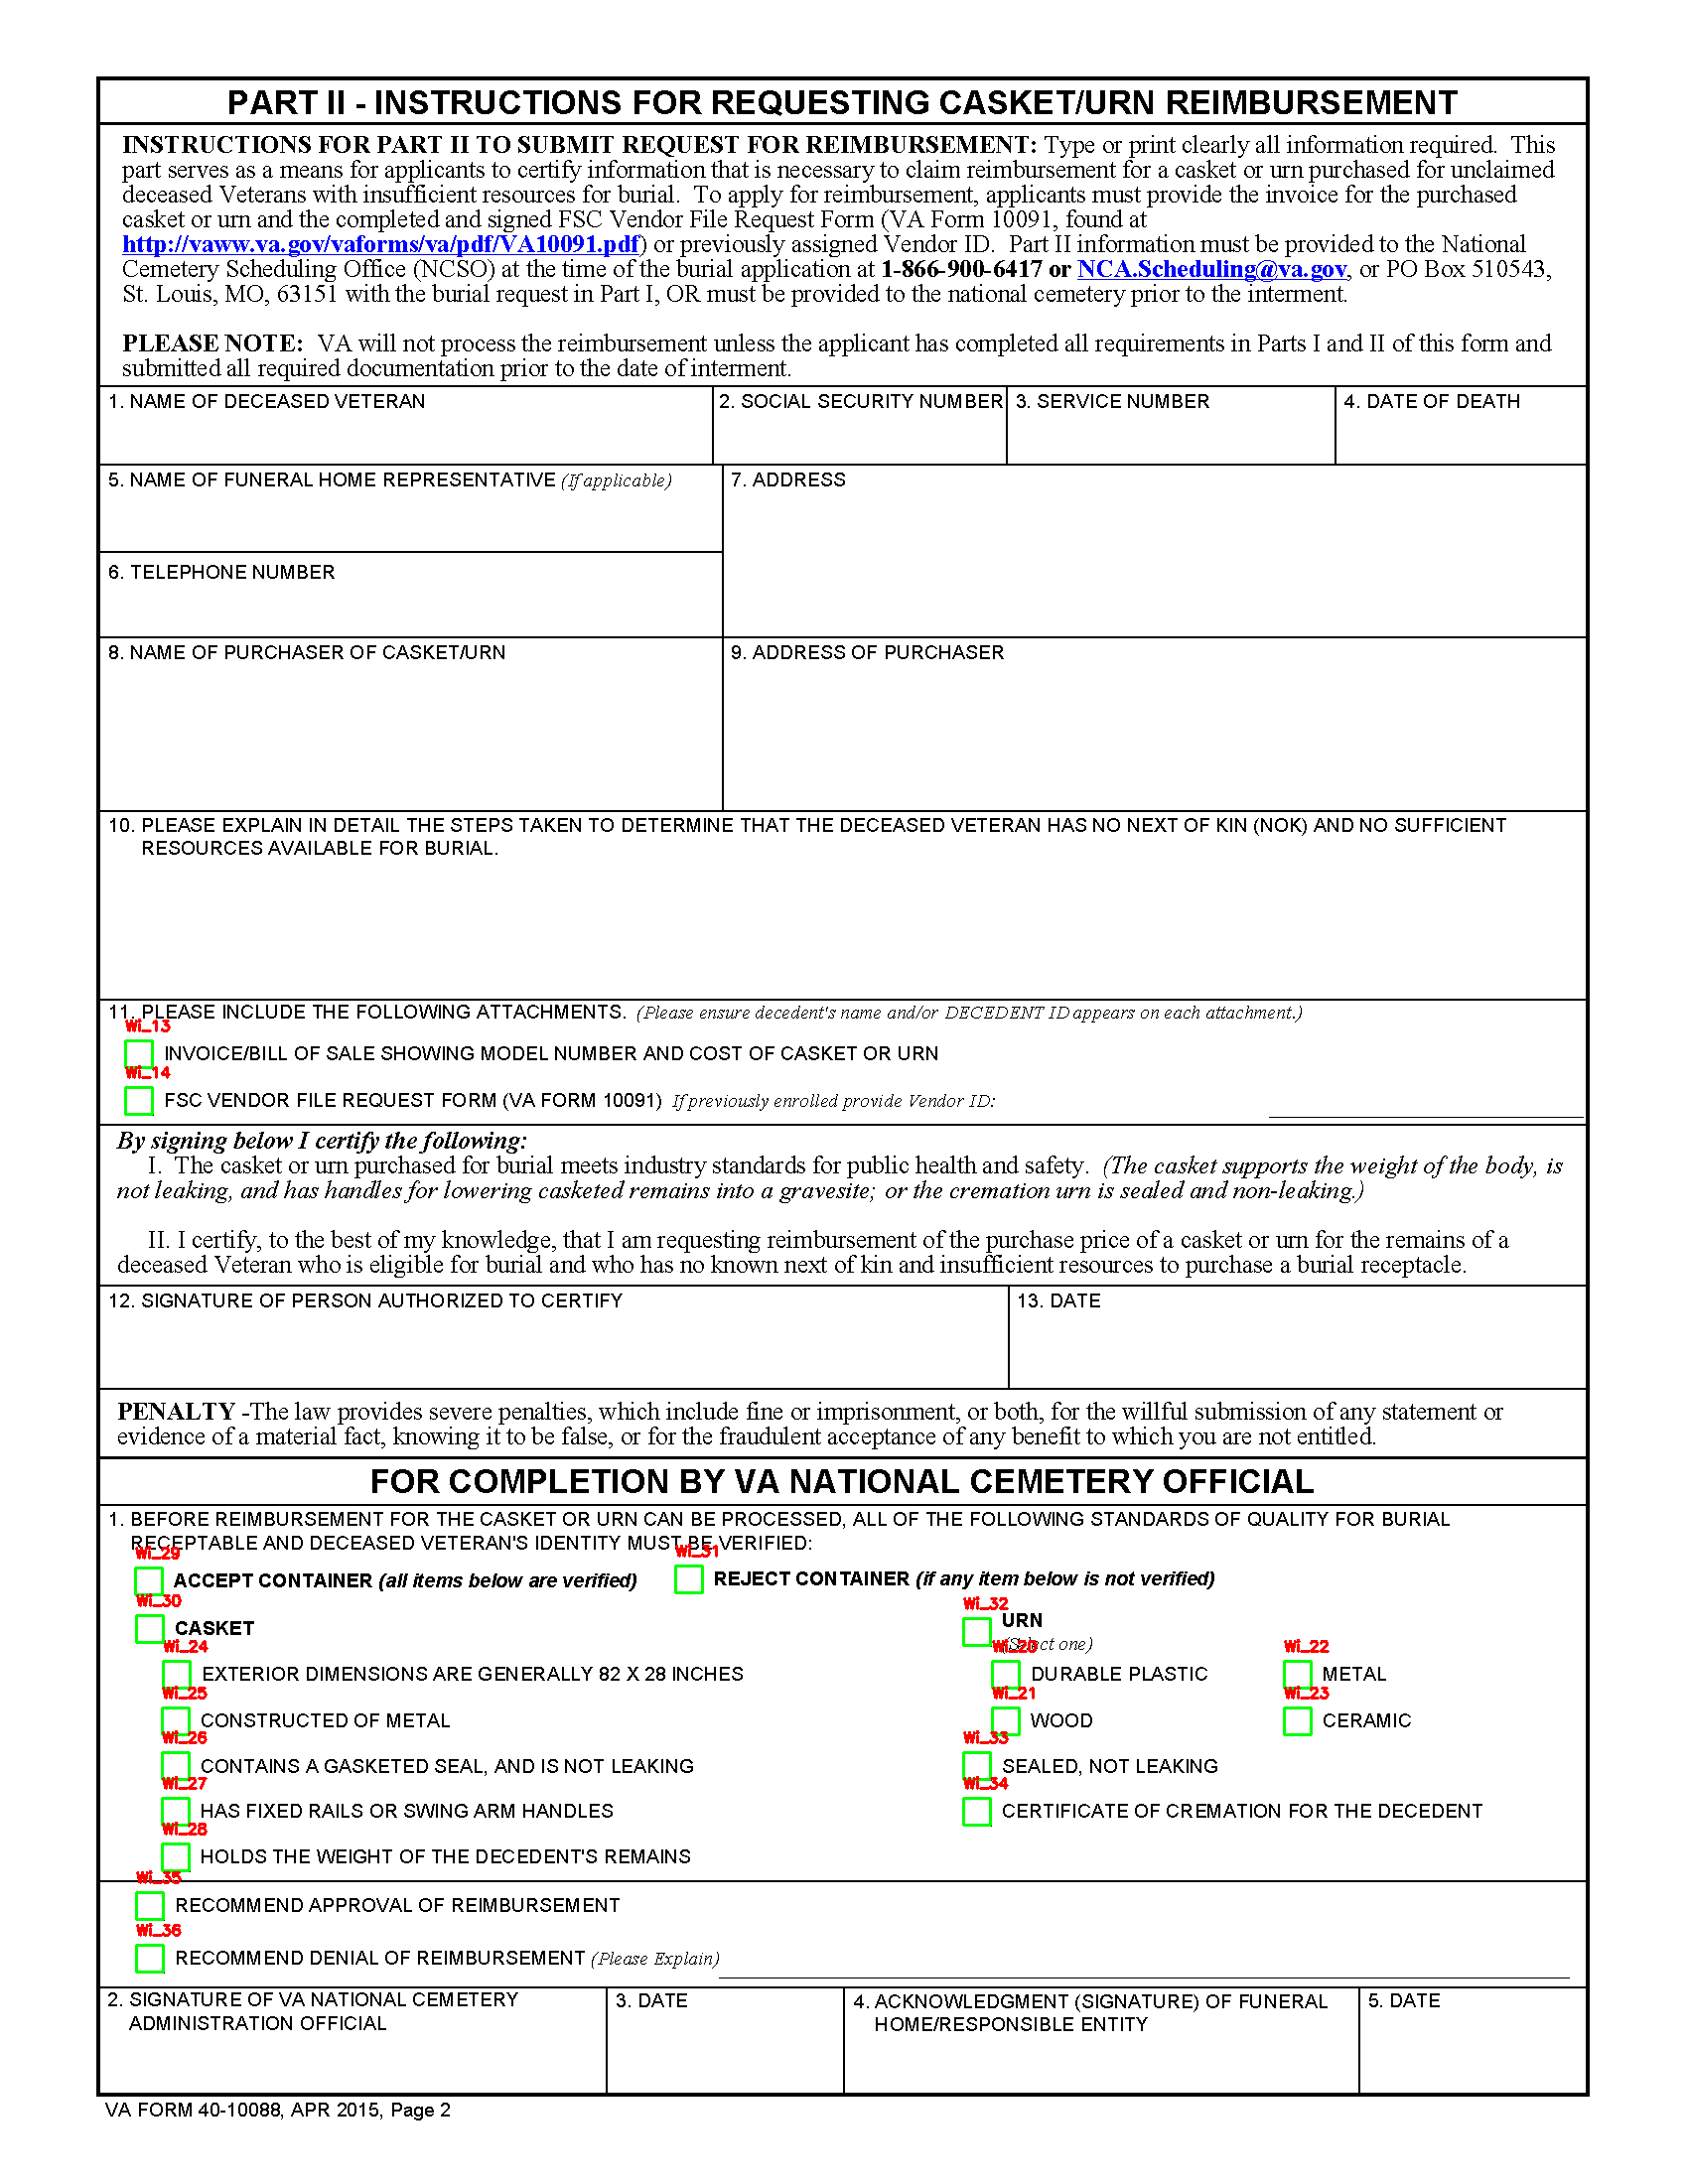 PART II - INSTRUCTIONS FOR REQUESTING CASKET/URN REIMBURSEMENT
INSTRUCTIONS FOR PART II TO SUBMIT REQUEST FOR REIMBURSEMENT: Type or print clearly all information required. This
part serves as a means for applicants to certify information that is necessary to claim reimbursement for a casket or urn purchased for unclaimed
deceased Veterans with insufficient resources for burial. To apply for reimbursement, applicants must provide the invoice for the purchased
casket or urn and the completed and signed FSC Vendor File Request Form (VA Form 10091, found at
http://vaww.va.gov/vaforms/va/pdf/VA10091.pdf) or previously assigned Vendor ID. Part II information must be provided to the National
Cemetery Scheduling Office (NCSO) at the time of the burial application at 1-866-900-6417 or NCA.Scheduling@va.gov, or PO Box 510543,
St. Louis, MO, 63151 with the burial request in Part I, OR must be provided to the national cemetery prior to the interment.
PLEASE NOTE: VA will not process the reimbursement unless the applicant has completed all requirements in Parts I and II of this form and
submitted all required documentation prior to the date of interment.
1. NAME OF DECEASED VETERAN
2. SOCIAL SECURITY NUMBER
3. SERVICE NUMBER
4. DATE OF DEATH
5. NAME OF FUNERAL HOME REPRESENTATIVE (If applicable)
7. ADDRESS
6. TELEPHONE NUMBER
8. NAME OF PURCHASER OF CASKET/URN
9. ADDRESS OF PURCHASER
10. PLEASE EXPLAIN IN DETAIL THE STEPS TAKEN TO DETERMINE THAT THE DECEASED VETERAN HAS NO NEXT OF KIN (NOK) AND NO SUFFICIENT
RESOURCES AVAILABLE FOR BURIAL.
11. PLEASE INCLUDE THE FOLLOWING ATTACHMENTS. (Please ensure decedent's name and/or DECEDENT ID appears on each attachment.)
Wi_13
INVOICE/BILL OF SALE SHOWING MODEL NUMBER AND COST OF CASKET OR URN
Wi_14
FSC VENDOR FILE REQUEST FORM (VA FORM 10091) If previously enrolled provide Vendor ID:
By signing below I certify the following:
I. The casket or urn purchased for burial meets industry standards for public health and safety. (The casket supports the weight of the body, is
not leaking, and has handles for lowering casketed remains into a gravesite; or the cremation urn is sealed and non-leaking.)
II. I certify, to the best of my knowledge, that I am requesting reimbursement of the purchase price of a casket or urn for the remains of a
deceased Veteran who is eligible for burial and who has no known next of kin and insufficient resources to purchase a burial receptacle.
12. SIGNATURE OF PERSON AUTHORIZED TO CERTIFY
13. DATE
PENALTY -The law provides severe penalties, which include fine or imprisonment, or both, for the willful submission of any statement or
evidence of a material fact, knowing it to be false, or for the fraudulent acceptance of any benefit to which you are not entitled.
FOR COMPLETION BY VA NATIONAL CEMETERY OFFICIAL
1. BEFORE REIMBURSEMENT FOR THE CASKET OR URN CAN BE PROCESSED, ALL OF THE FOLLOWING STANDARDS OF QUALITY FOR BURIAL
RECEPTABLE AND DECEASED VETERAN'S IDENTITY MUST BE VERIFIED:
Wi_29
Wi_31
ACCEPT CONTAINER (all items below are verified)
REJECT CONTAINER (if any item below is not verified)
Wi_30
CASKET
Wi_32
URN
(Select one)
Wi_24
EXTERIOR DIMENSIONS ARE GENERALLY 82 X 28 INCHES
Wi_20
DURABLE PLASTIC
Wi_22
METAL
Wi_25
CONSTRUCTED OF METAL
Wi_21
WOOD
Wi_23
CERAMIC
Wi_26
CONTAINS A GASKETED SEAL, AND IS NOT LEAKING
Wi_33
SEALED, NOT LEAKING
Wi_27
HAS FIXED RAILS OR SWING ARM HANDLES
Wi_34
CERTIFICATE OF CREMATION FOR THE DECEDENT
Wi_28
HOLDS THE WEIGHT OF THE DECEDENT'S REMAINS
Wi_35
RECOMMEND APPROVAL OF REIMBURSEMENT
Wi_36
RECOMMEND DENIAL OF REIMBURSEMENT (Please Explain)
2. SIGNATURE OF VA NATIONAL CEMETERY
ADMINISTRATION OFFICIAL
3. DATE
4. ACKNOWLEDGMENT (SIGNATURE) OF FUNERAL
HOME/RESPONSIBLE ENTITY
5. DATE
VA FORM 40-10088, APR 2015, Page 2